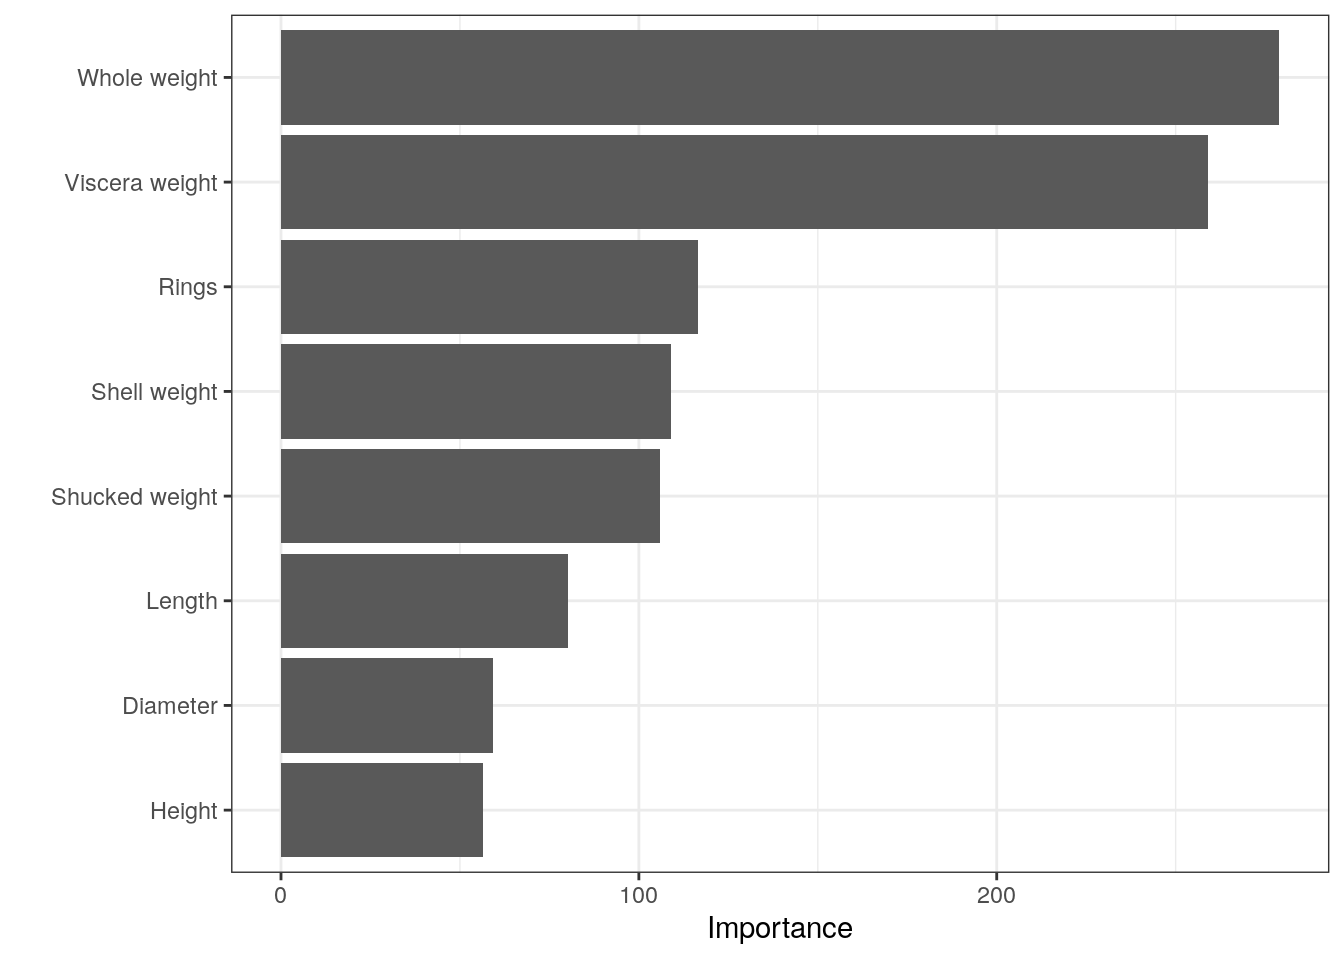 Whole weight
Viscera weight
Rings
Shell weight
Shucked weight
Length
Diameter
Height
0 100 200
Importance